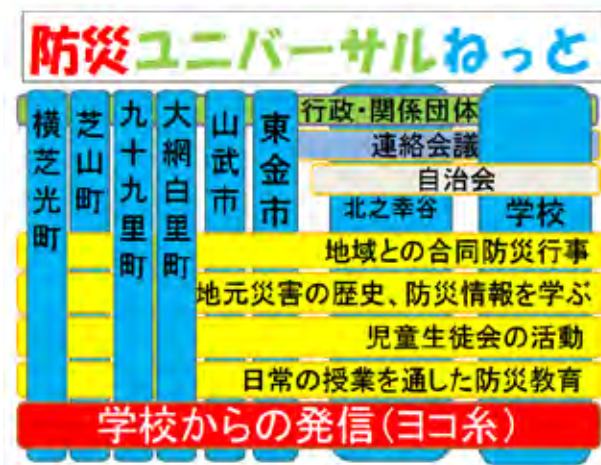 防災ユニバーサルねっと
横芝光町
芝山町
九十九里町
大網白里町
山武市
東金市
行政・関係団体
連絡会議
自治会
北之幸谷
学校
地域との合同防災行事
地元災害の歴史、防災情報を学ぶ
児童生徒会の活動
日常の授業を通した防災教育
学校からの発信(ヨコ糸)